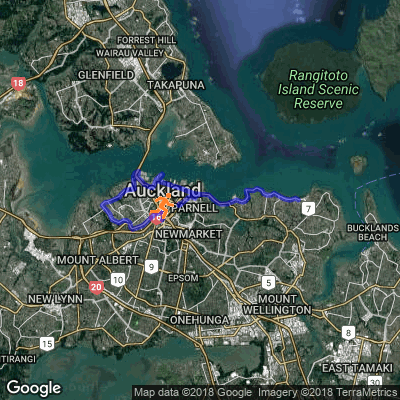 FORREST HILL
WAIRAU VALLEY
GLENFIELD
TAKAPUNA
18
Rangitoto
Island Scenic
Reserve
Auckland
PARNELL
7
NEWMARKET
BUCKLANDS
BEACH
MOUNT ALBERT
9
10
EPSOM
5
20
NEW LYNN
MOUNT
WELLINGTON
ONEHUNGA
15
8
TITIRANGI
EAST TAMAKI
30
Google
Map data ©2018 Google Imagery ©2018 TerraMetrics